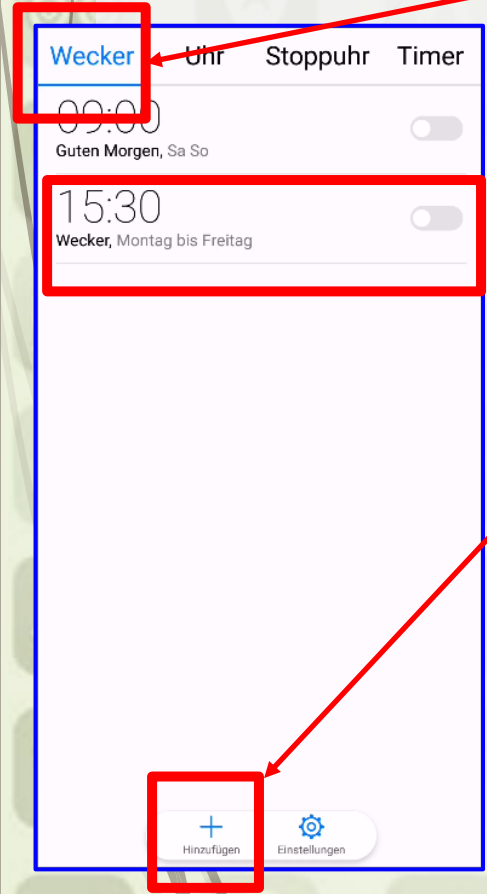 Wecker Uhr Stoppuhr Timer
09:00
Guten Morgen, Sa So
15:30
Wecker, Montag bis Freitag
Hinzufügen Einstellungen